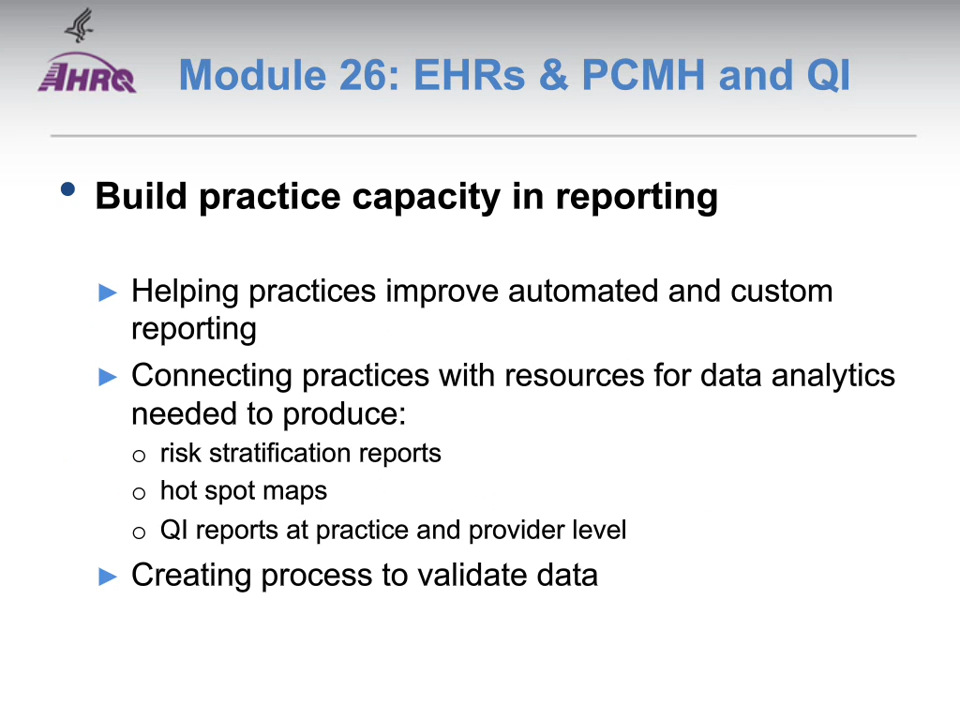 AHRQ
Module 26: EHRs & PCMH and QI
• Build practice capacity in reporting
► Helping practices improve automated and custom
reporting
► Connecting practices with resources for data analytics
needed to produce:
o risk stratification reports
o hot spot maps
o QI reports at practice and provider level
► Creating process to validate data